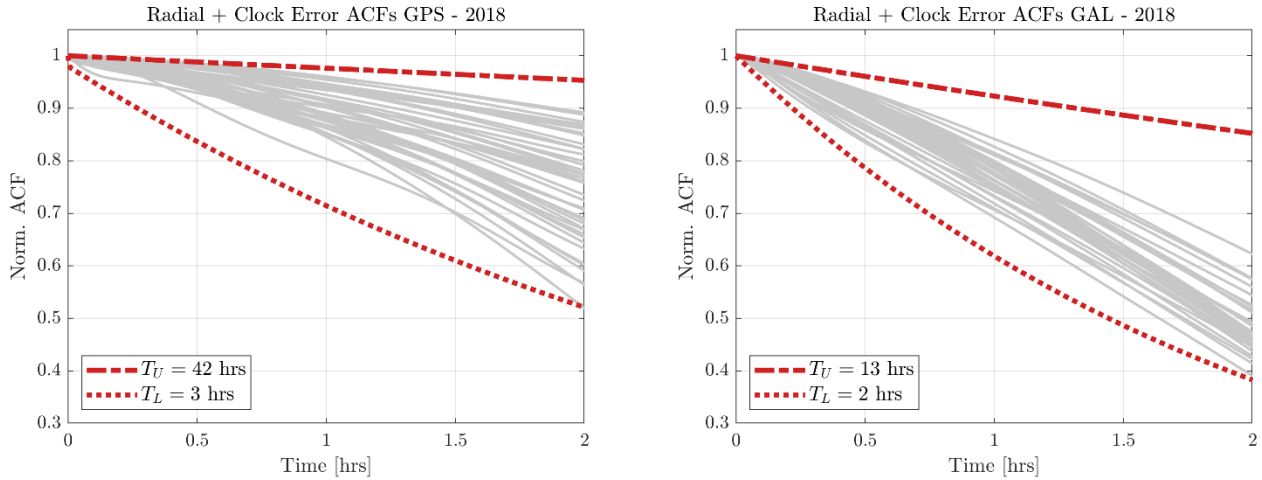 Radial + Clock Error ACFs GPS - 2018
Norm. ACF
1
0.9
0.8
0.7
0.6
0.5
0.4
0.3
T_U = 42 hrs
T_L = 3 hrs
0
0.5
1
1.5
2
Time [hrs]
Radial + Clock Error ACFs GAL - 2018
Norm. ACF
1
0.9
0.8
0.7
0.6
0.5
0.4
0.3
T_U = 13 hrs
T_L = 2 hrs
0
0.5
1
1.5
2
Time [hrs]